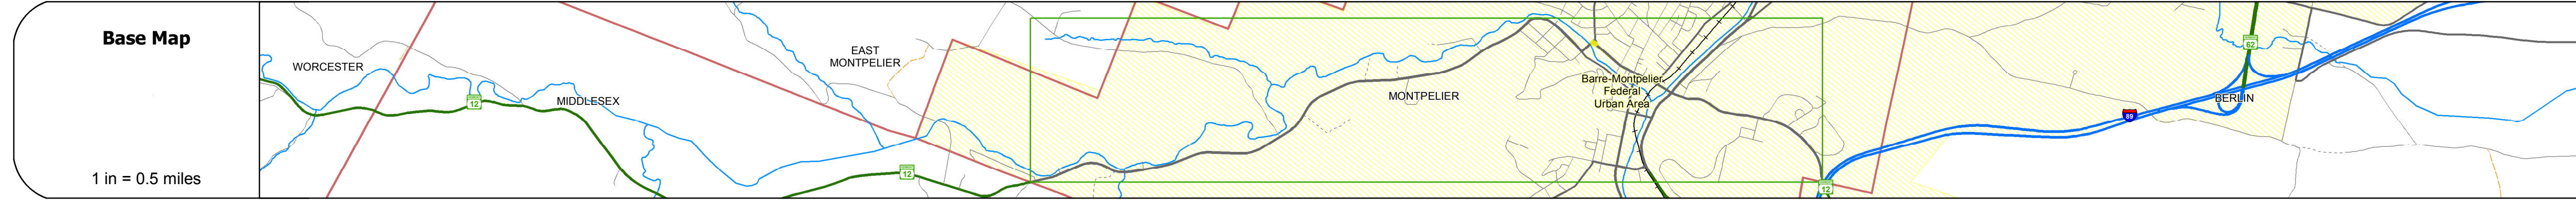 Base Map
1 in = 0.5 miles
WORCESTER
12
MIDDLESEX
EAST
MONTPELIER
12
MONTPELIER
Barre-Montpelier
Federal
Urban Area
12
89
62
BERLIN